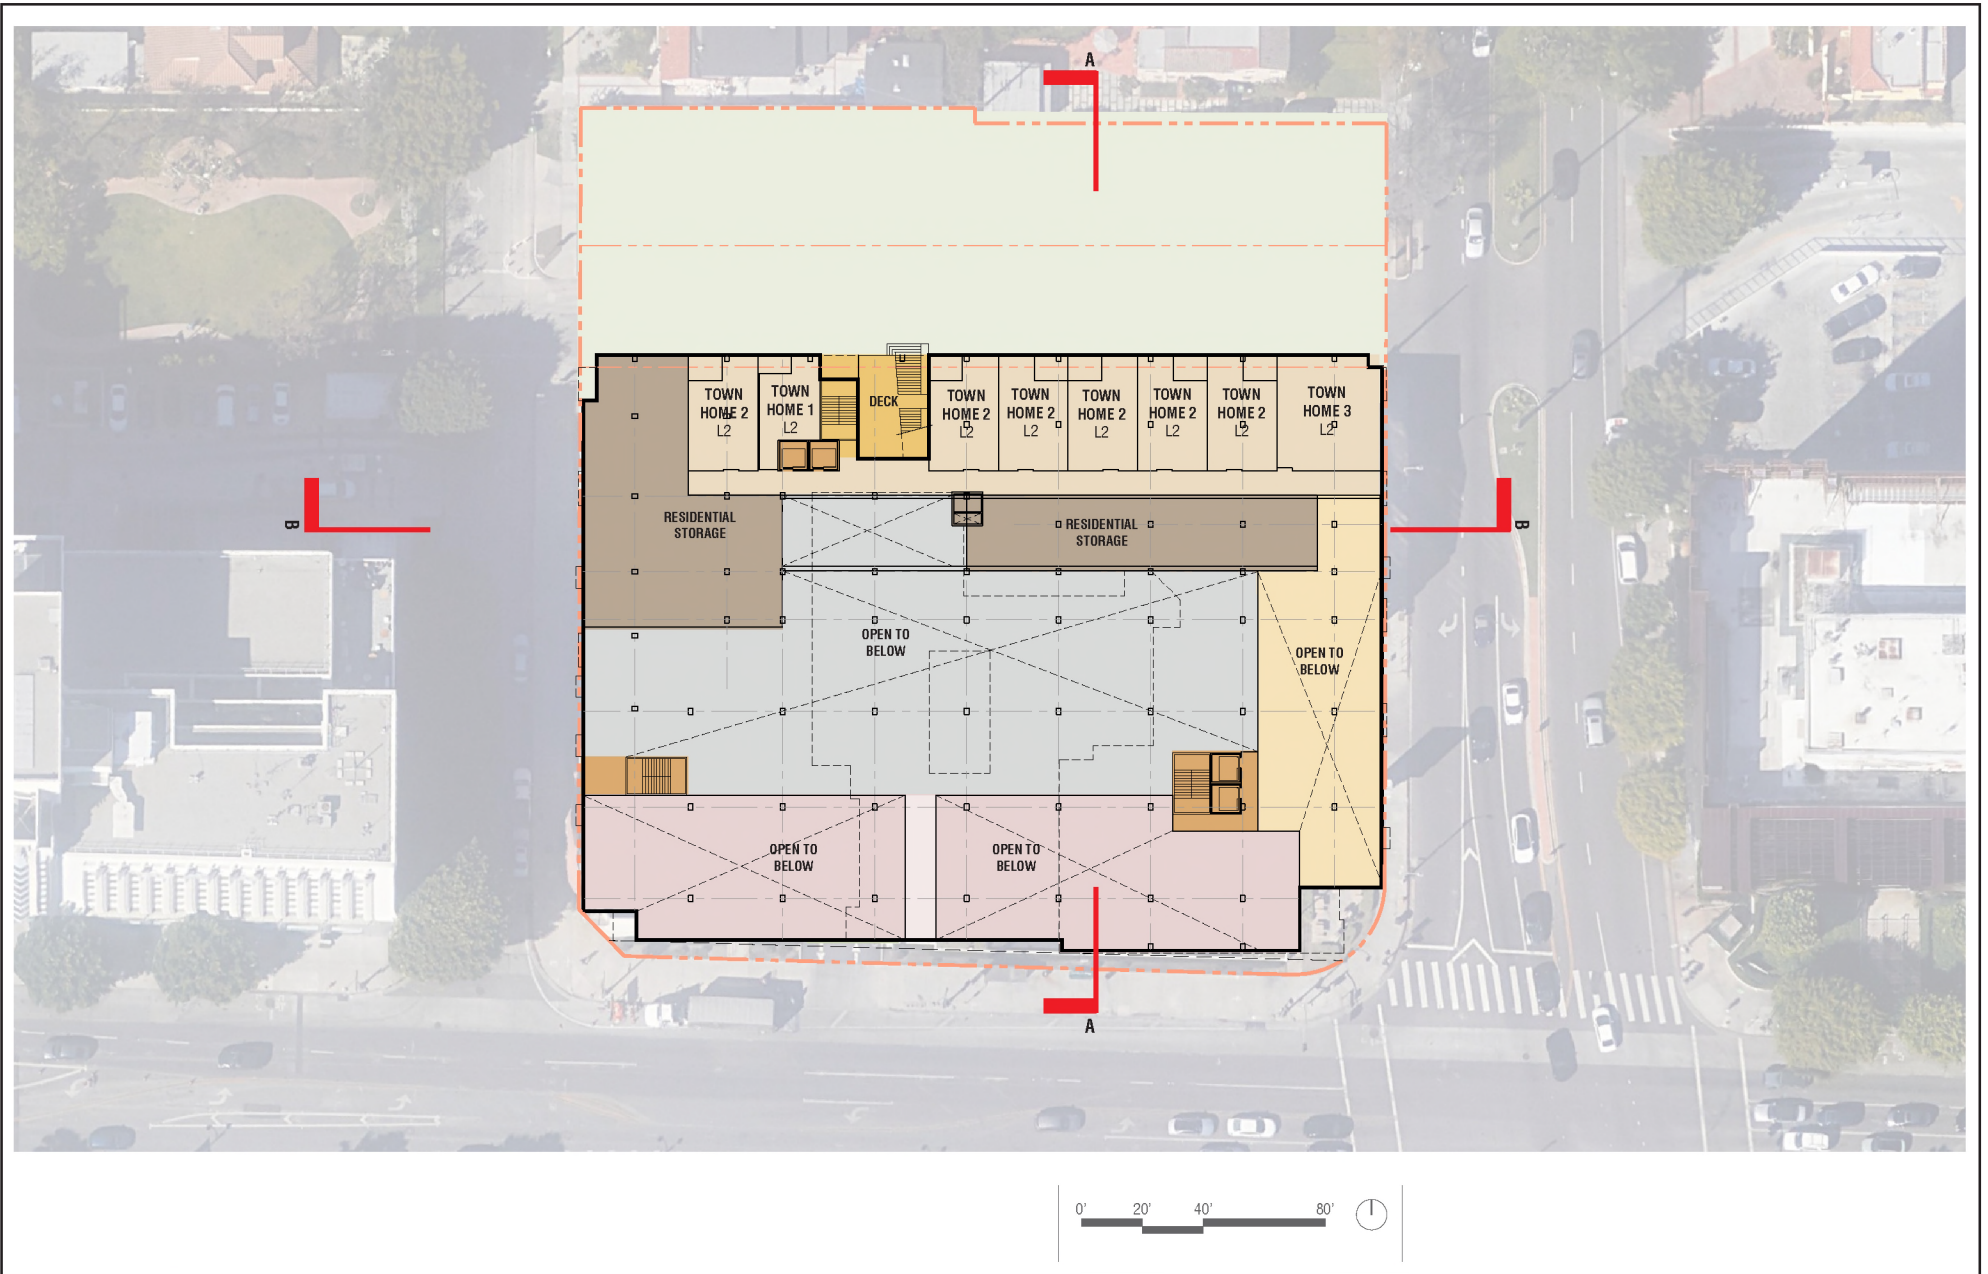 A
TOWN
HOME 2
L2
TOWN
HOME 1
L2
DECK
TOWN
HOME 2
L2
TOWN
HOME 2
L2
TOWN
HOME 2
L2
TOWN
HOME 2
L2
TOWN
HOME 2
L2
TOWN
HOME 3
L2
B
RESIDENTIAL
STORAGE
RESIDENTIAL
STORAGE
B
OPEN TO
BELOW
OPEN TO
BELOW
OPEN TO
BELOW
OPEN TO
BELOW
A
0' 20' 40' 80'